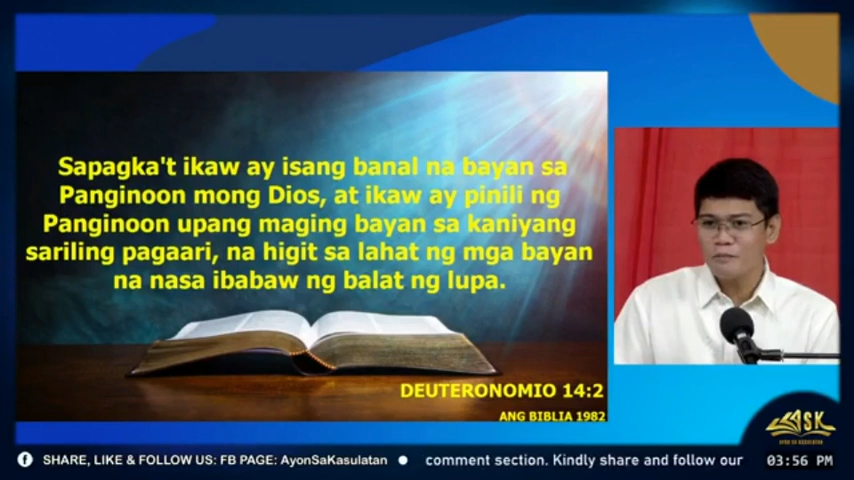 Sapagka't ikaw ay isang banal na bayan sa
Panginoon mong Dios, at ikaw ay pinili ng
Panginoon upang maging bayan sa kaniyang
sariling pagaari, na higit sa lahat ng mga bayan
na nasa ibabaw ng balat ng lupa.
DEUTERONOMIO 14:2
ANG BIBLIA 1982
ASK
AYON SA KASULATAN
SHARE, LIKE & FOLLOW US: FB PAGE: AyonSaKasulatan
comment section. Kindly share and follow our
03:56 PM